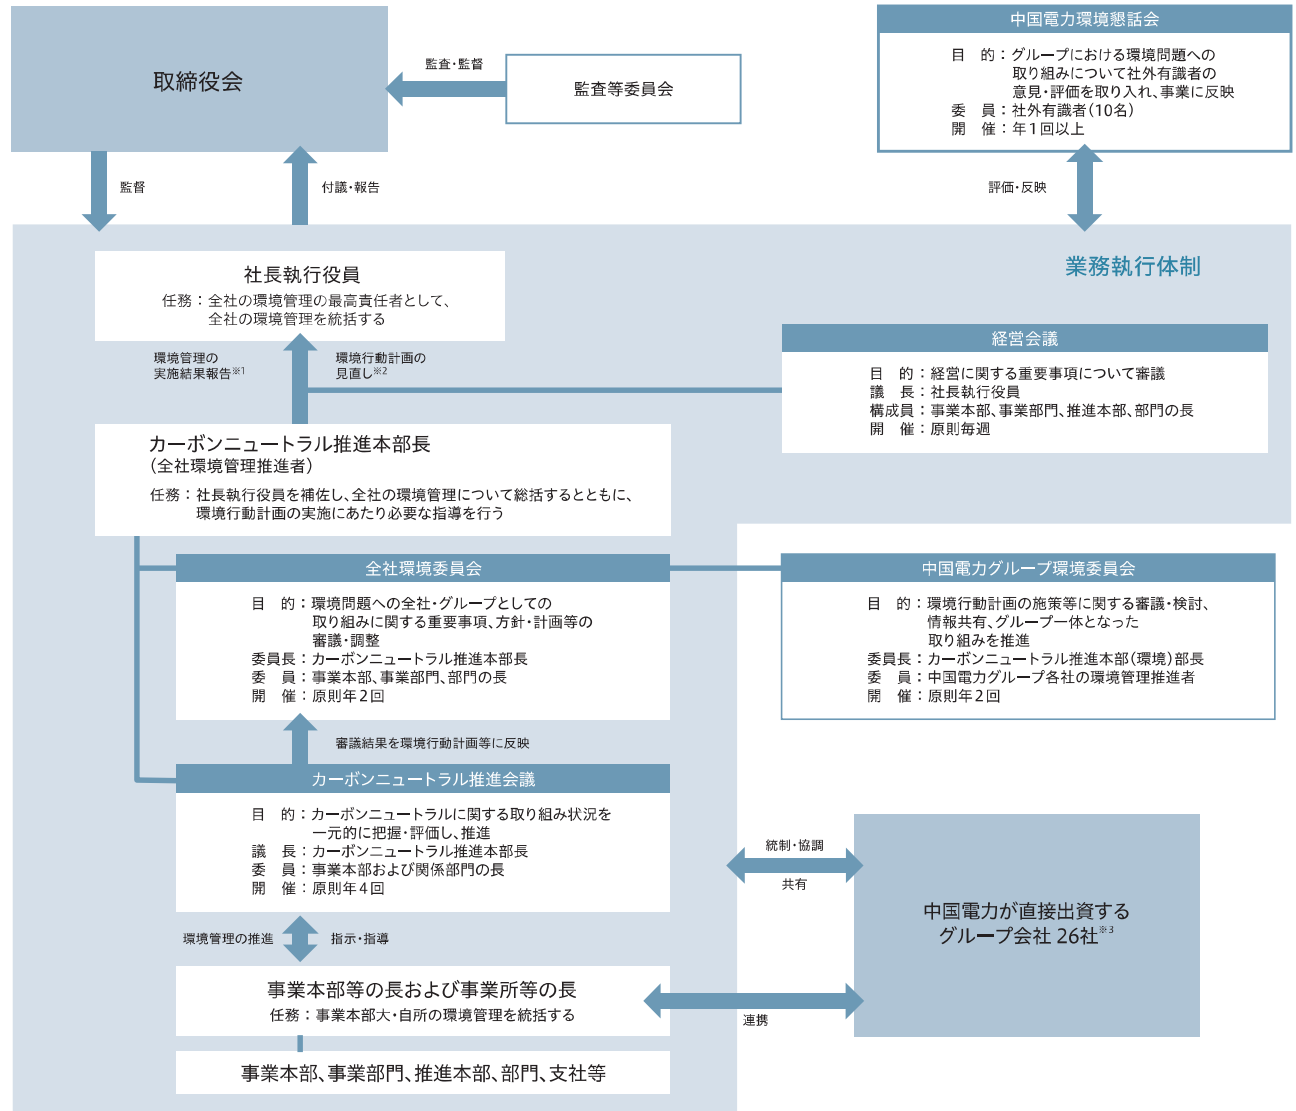 取締役会
監査・監督
監査等委員会
中国電力環境懇話会
目　的：グループにおける環境問題への
取り組みについて社外有識者の
意見・評価を取り入れ、事業に反映
委　員：社外有識者（10名）
開　催：年１回以上
監督
付議・報告
評価・反映
業務執行体制
社長執行役員
任務：全社の環境管理の最高責任者として、
全社の環境管理を統括する
環境管理の
実施結果報告※1
環境行動計画の
見直し※2
経営会議
目　的：経営に関する重要事項について審議
議　長：社長執行役員
構成員：事業本部、事業部門、推進本部、部門の長
開　催：原則毎週
カーボンニュートラル推進本部長
（全社環境管理推進者）
任務：社長執行役員を補佐し、全社の環境管理について総括するとともに、
環境行動計画の実施にあたり必要な指導を行う
全社環境委員会
目　的：環境問題への全社・グループとしての
取り組みに関する重要事項、方針・計画等の
審議・調整
委員長：カーボンニュートラル推進本部長
委　員：事業本部、事業部門、部門の長
開　催：原則年２回
中国電力グループ環境委員会
目　的：環境行動計画の施策等に関する審議・検討、
情報共有、グループ一体となった
取り組みを推進
委員長：カーボンニュートラル推進本部（環境）部長
委　員：中国電力グループ各社の環境管理推進者
開　催：原則年２回
審議結果を環境行動計画等に反映
カーボンニュートラル推進会議
目　的：カーボンニュートラルに関する取り組み状況を
一元的に把握・評価し、推進
議　長：カーボンニュートラル推進本部長
委　員：事業本部および関係部門の長
開　催：原則年４回
統制・協調
共有
中国電力が直接出資する
グループ会社 26社※3
環境管理の推進
指示・指導
事業本部等の長および事業所等の長
任務：事業本部大・自所の環境管理を統括する
連携
事業本部、事業部門、推進本部、部門、支社等